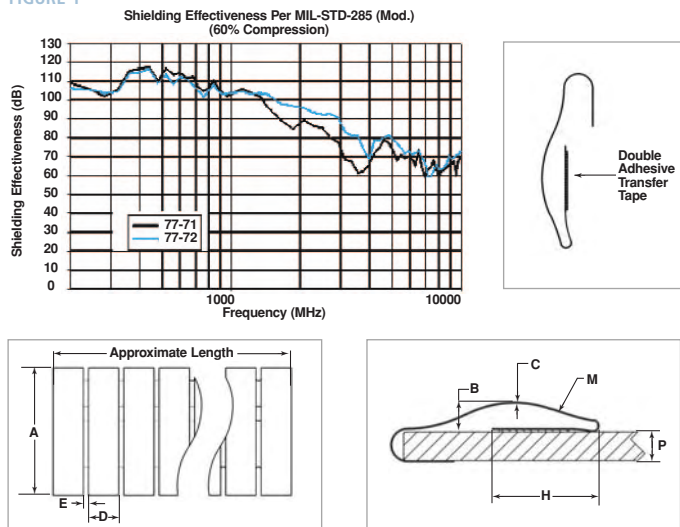 FIGURE 1
Shielding Effectiveness Per MIL-STD-285 (Mod.)
(60% Compression)
Shielding Effectiveness (dB)
130
120
110
100
90
80
70
60
50
40
30
20
10
0
77-71
77-72
1000
10000
Frequency (MHz)
Double
Adhesive
Transfer
Tape
Approximate Length
A
E
D
B
C
M
P
H